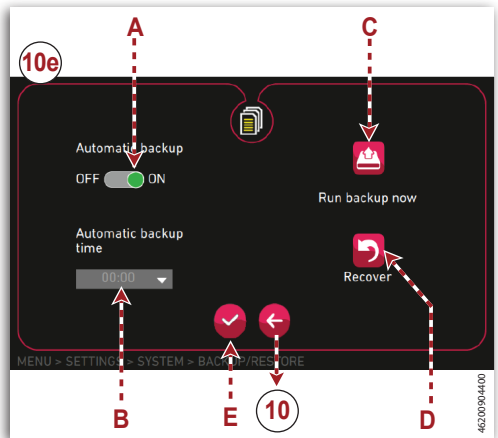 A
C
10e
Automatic backup
OFF ON
Run backup now
Automatic backup
time
00:00
Recover
MENU > SETTINGS > SYSTEM > BACKUP/RESTORE
B
E
10
D
46200904400